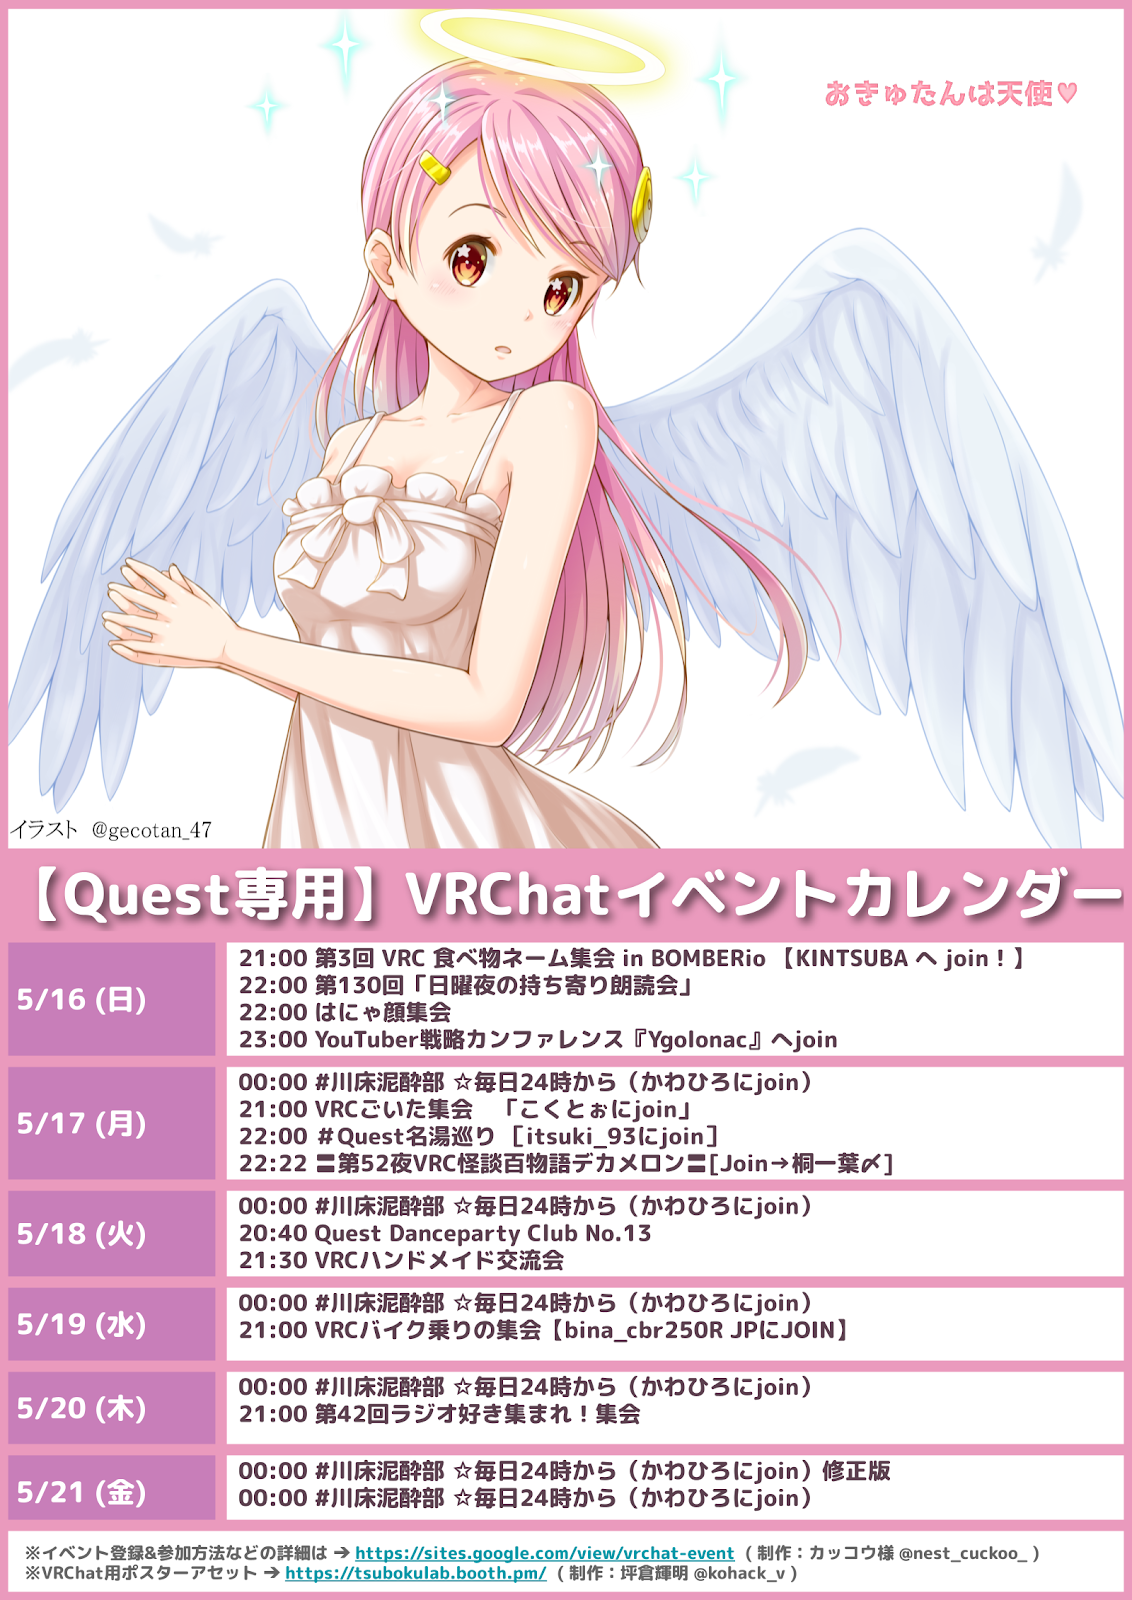 おきゅたんは天使♥
イラスト @gecotan_47
【Quest専用】VRChatイベントカレンダー
5/16 (日)
21:00 第3回 VRC 食べ物ネーム集会 in BOMBERio 【KINTSUBA へ join！】
22:00 第130回「日曜夜の持ち寄り朗読会」
22:00 はにゃ顔集会
23:00 YouTuber戦略カンファレンス『Ygolonac』へjoin
5/17 (月)
00:00 #川床泥酔部 ☆毎日24時から（かわひろにjoin）
21:00 VRCごいた集会　「こくとぉにjoin」
22:00 ＃Quest名湯巡り ［itsuki_93にjoin］
22:22 〓第52夜VRC怪談百物語デカメロン〓[Join→桐一葉〆]
5/18 (火)
00:00 #川床泥酔部 ☆毎日24時から（かわひろにjoin）
20:40 Quest Danceparty Club No.13
21:30 VRCハンドメイド交流会
5/19 (水)
00:00 #川床泥酔部 ☆毎日24時から（かわひろにjoin）
21:00 VRCバイク乗りの集会【bina_cbr250R JPにJOIN】
5/20 (木)
00:00 #川床泥酔部 ☆毎日24時から（かわひろにjoin）
21:00 第42回ラジオ好き集まれ！集会
5/21 (金)
00:00 #川床泥酔部 ☆毎日24時から（かわひろにjoin）修正版
00:00 #川床泥酔部 ☆毎日24時から（かわひろにjoin）
※イベント登録&参加方法などの詳細は → https://sites.google.com/view/vrchat-event ( 制作：カッコウ様 @nest_cuckoo_ )
※VRChat用ポスターアセット → https://tsubokulab.booth.pm/ ( 制作：坪倉輝明 @kohack_v )